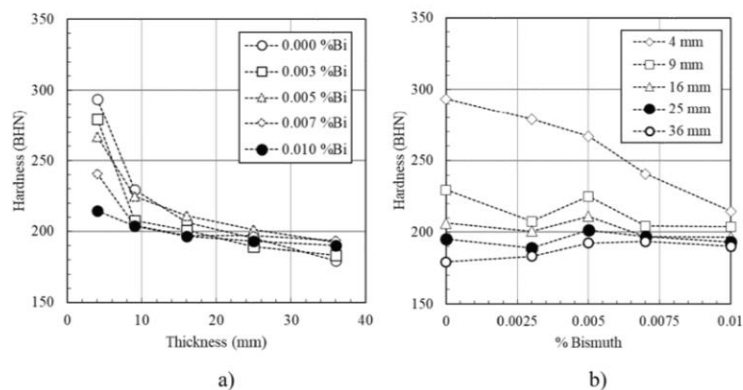 350
300
250
200
150
Hardness (BHN)
0
10
20
30
40
Thickness (mm)
0.000 %Bi
0.003 %Bi
0.005 %Bi
0.007 %Bi
0.010 %Bi
a)
350
300
250
200
150
Hardness (BHN)
0
0.0025
0.005
0.0075
0.01
% Bismuth
4 mm
9 mm
16 mm
25 mm
36 mm
b)